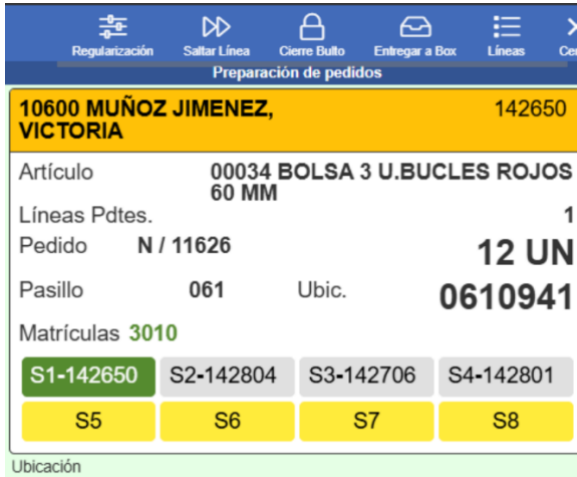 Regularización Saltar Línea Cierre Bulto Entregar a Box Líneas
Preparación de pedidos
10600 MUÑOZ JIMENEZ, 142650
VICTORIA
Artículo 00034 BOLSA 3 U.BUCLES ROJOS
60 MM
Líneas Pdtes. 1
Pedido N / 11626 12 UN
Pasillo 061 Ubic. 0610941
Matrículas 3010
S1-142650 S2-142804 S3-142706 S4-142801
S5 S6 S7 S8
Ubicación